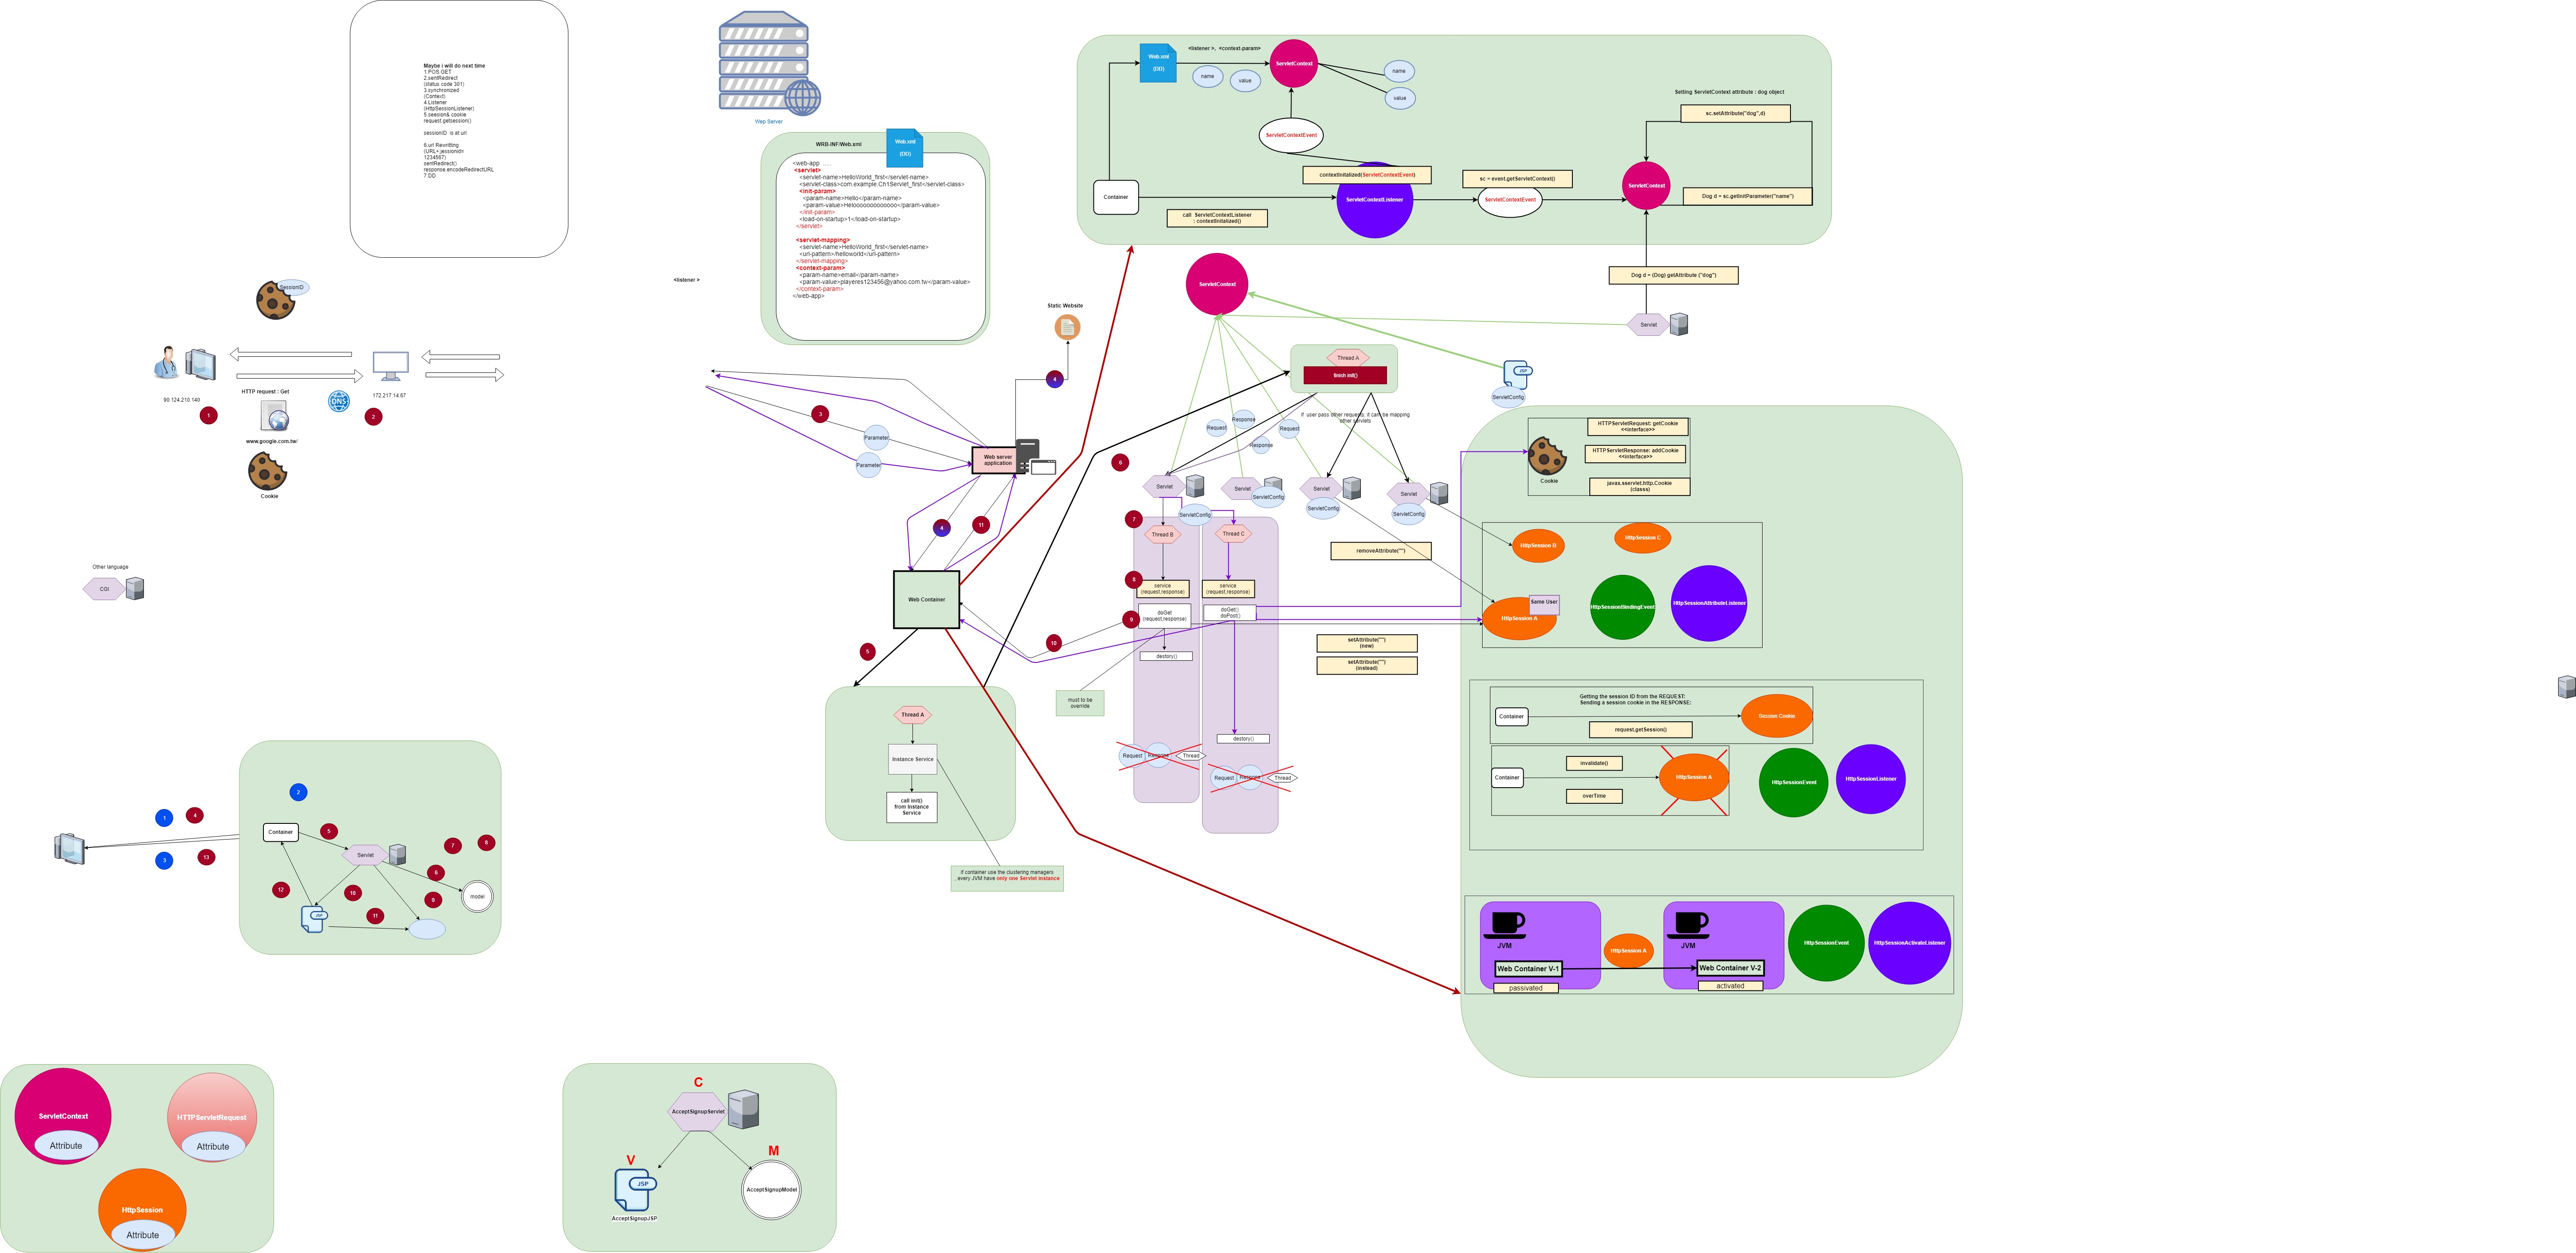 Maybe i will do next time
1.POS GET
2.sentRedirect
(status code 301)
3.synchronized
(Context)
4.Listener
(HttpSessionListener)
5.seesion& cookie
request.getsession()
sessionID  is at url
6.url Rewritting
(URL+;jessionid=
1234567)
sentRedirect()
response.encodeRedirectURL
7.DD
Wep Server
WRB-INF/Web.xml
Web.xml
(DD)
<web-app  .....
<servlet>
<servlet-name>HelloWorld_first</servlet-name>
<servlet-class>com.example.Ch1Servlet_first</servlet-class>
<init-param>
<param-name>Hello</param-name>
<param-value>Helooooooooooooo</param-value>
</init-param>
<load-on-startup>1</load-on-startup>
</servlet>
<servlet-mapping>
<servlet-name>HelloWorld_first</servlet-name>
<url-pattern>/helloworld</url-pattern>
</servlet-mapping>
<context-param>
<param-name>email</param-name>
<param-value>playeres123456@yahoo.com.tw</param-value>
</context-param>
</web-app>
<listener >
Web.xml
(DD)
<listener >,  <context-param>
name
value
ServletContext
name
value
ServletContextEvent
Container
call  ServletContextListener
: contextInitalized()
contextInitalized(ServletContextEvent)
ServletContextListener
sc = event.getServletContext()
ServletContextEvent
Setting ServletContext attribute : dog object
sc.setAttribute("dog",d)
ServletContext
Dog d = sc.getInitParameter("name")
Dog d = (Dog) getAttribute ("dog")
Servlet
ServletContext
SessionID
90.124.210.140
1
HTTP request : Get
www.google.com.tw/
Cookie
DNS
172.217.14.67
2
Static Website
4
3
Parameter
Parameter
Web server
application
4
11
Web Container
5
10
Thread A
Instance Service
call init()
from Instance
Service
If container use the clustering managers
, every JVM have only one Servlet instance
Thread A
finish init()
If  user pass other requests, it can be mapping
other servlets
Request
Response
Response
Request
6
Servlet
Servlet
ServletConfig
Servlet
ServletConfig
Servlet
ServletConfig
ServletConfig
JSP
ServletConfig
7
Thread B
Thread C
8
service
(request,response)
service
(request,response)
9
doGet
(request,response)
doGet()
doPost()
destory()
must to be
override
destory()
Request
Response
Thread
Request
Response
Thread
removeAttribute("")
setAttribute("")
(new)
setAttribute("")
(instead)
Cookie
HTTPServletRequest: getCookie
<<interface>>
HTTPServletResponse: addCookie
<<interface>>
javax.sservlet.http.Cookie
(classs)
HttpSession B
HttpSession C
HttpSession A
Same User
HttpSessionBindingEvent
HttpSessionAttributeListener
Getting the session ID from the REQUEST:
Sending a session cookie in the RESPONSE:
Container
request.getSession()
Session Cookie
Container
invalidate()
overTime
HttpSession A
HttpSessionEvent
HttpSessionListener
JVM
Web Container V-1
passivated
HttpSession A
JVM
Web Container V-2
activated
HttpSessionEvent
HttpSessionActivateListener
Other language
CGI
1
4
3
13
2
Container
5
Servlet
7
8
6
9
model
12
10
JSP
11
ServletContext
Attribute
HTTPServletRequest
Attribute
HttpSession
Attribute
C
AcceptSignupServlet
V
JSP
AcceptSignupJSP
M
AcceptSignupModel